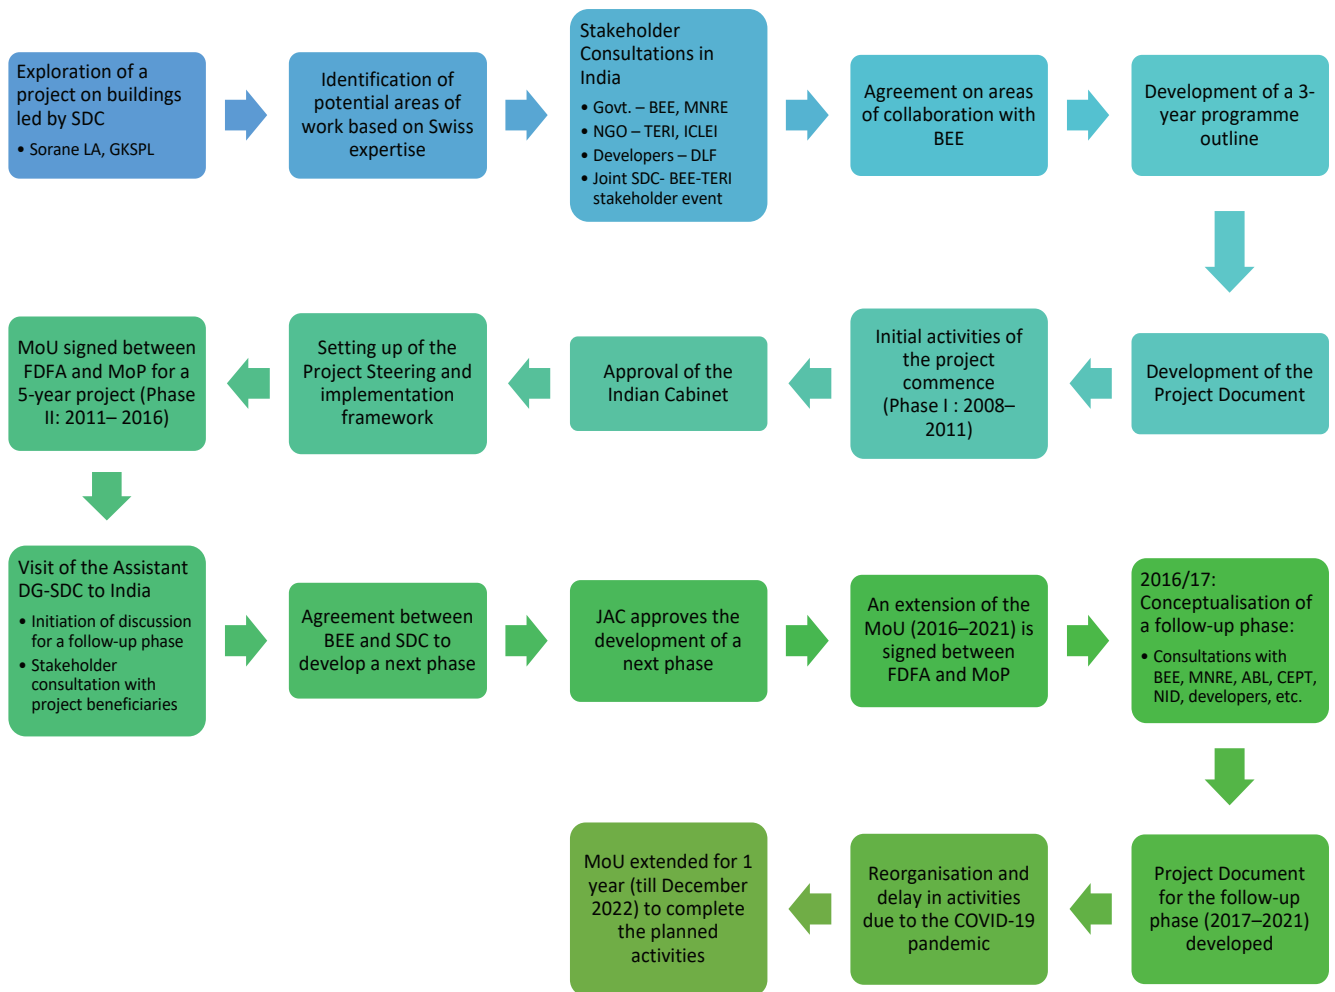 Exploration of a
project on buildings
led by SDC
• Sorane LA, GKSPL
Identification of
potential areas of
work based on Swiss
expertise
Stakeholder
Consultations in
India
• Govt. – BEE, MNRE
• NGO – TERI, ICLEI
• Developers – DLF
• Joint SDC- BEE-TERI
stakeholder event
Agreement on areas
of collaboration with
BEE
Development of a 3-
year programme
outline
Development of the
Project Document
Initial activities of
the project
commence
(Phase I : 2008–
2011)
Approval of the
Indian Cabinet
Setting up of the
Project Steering and
implementation
framework
MoU signed between
FDFA and MoP for a
5-year project (Phase
II: 2011– 2016)
Visit of the Assistant
DG-SDC to India
• Initiation of discussion
for a follow-up phase
• Stakeholder
consultation with
project beneficiaries
Agreement between
BEE and SDC to
develop a next phase
JAC approves the
development of a
next phase
An extension of the
MoU (2016–2021) is
signed between
FDFA and MoP
2016/17:
Conceptualisation of
a follow-up phase:
• Consultations with
BEE, MNRE, ABL, CEPT,
NID, developers, etc.
Project Document
for the follow-up
phase (2017–2021)
developed
Reorganisation and
delay in activities
due to the COVID-19
pandemic
MoU extended for 1
year (till December
2022) to complete
the planned
activities